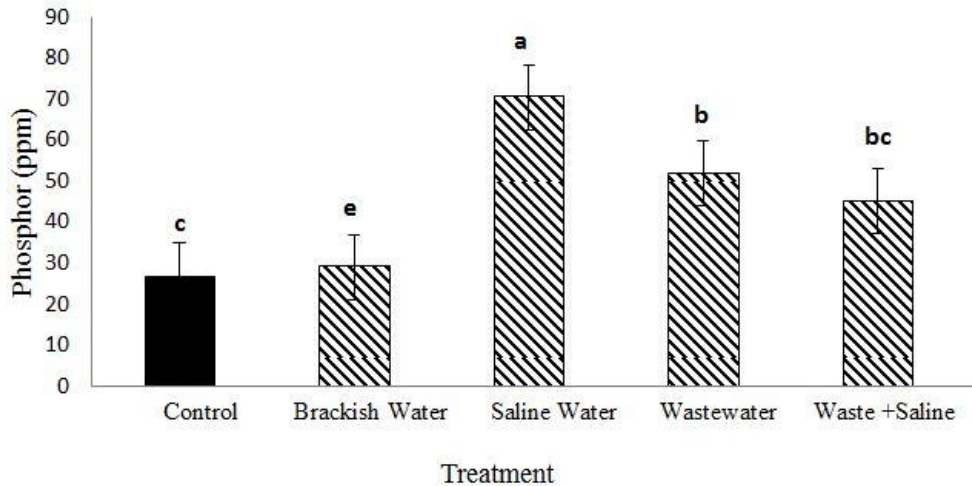 90
80
70
60
50
40
30
20
10
0
Phosphor (ppm)
c
e
a
b
bc
Control Brackish Water Saline Water Wastewater Waste +Saline
Treatment